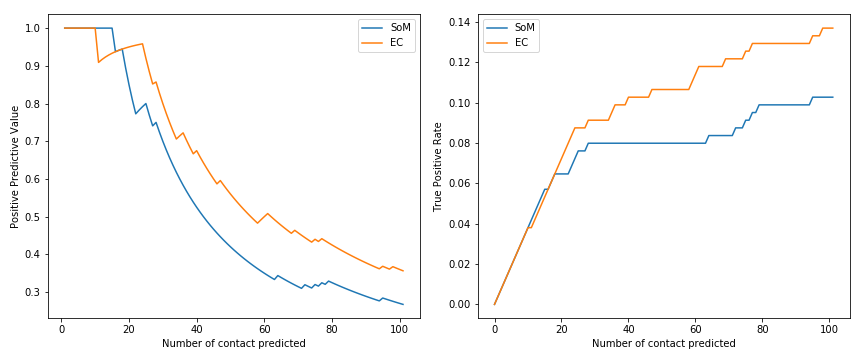 SoM
EC
1.0
0.9
0.8
0.7
0.6
0.5
0.4
0.3
Positive Predictive Value
0 20 40 60 80 100
Number of contact predicted
SoM
EC
0.14
0.12
0.10
0.08
0.06
0.04
0.02
0.00
True Positive Rate
0 20 40 60 80 100
Number of contact predicted